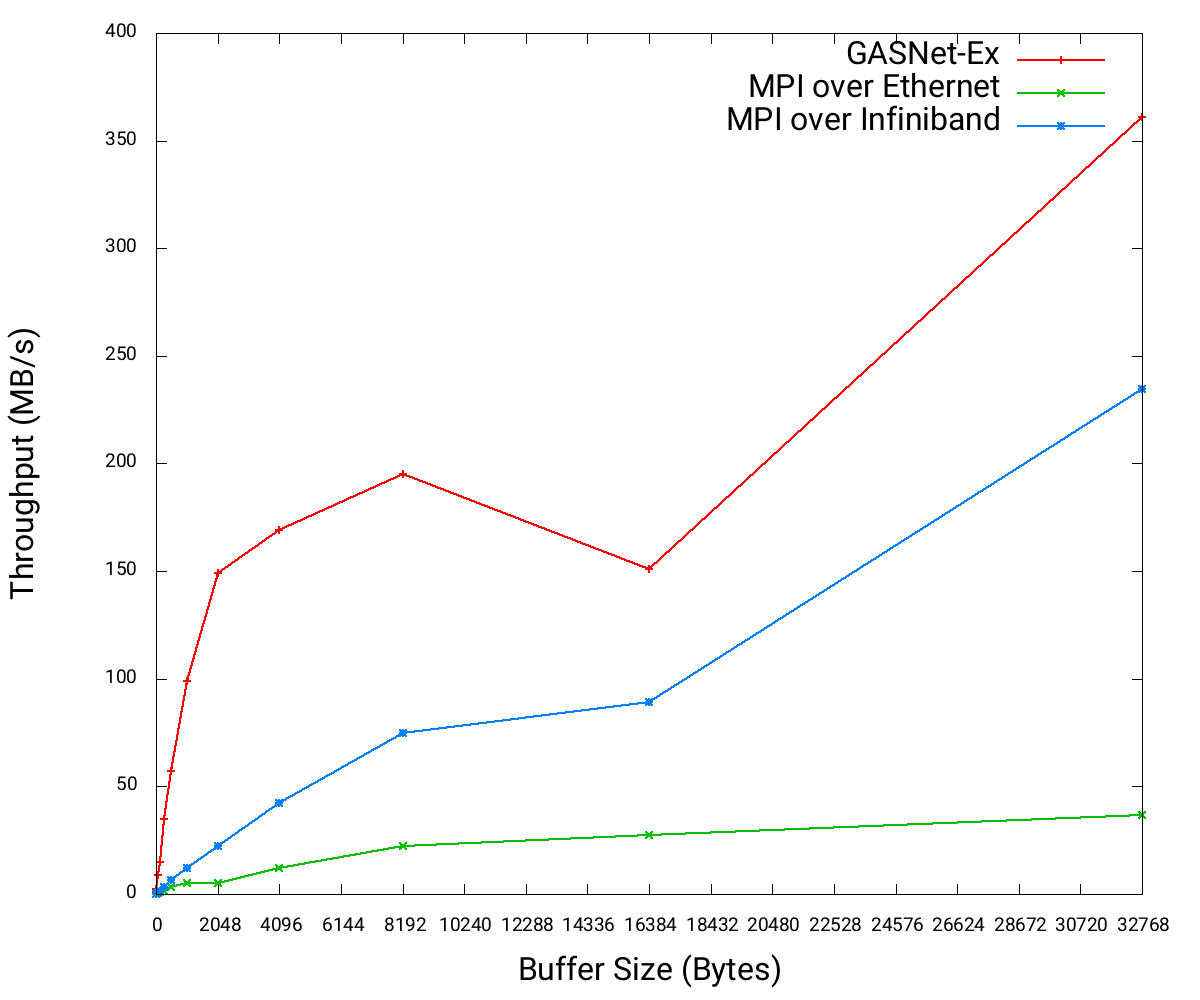 400
350
300
250
200
150
100
50
0
Throughput (MB/s)
GASNet-Ex
MPI over Ethernet
MPI over Infiniband
0 2048 4096 6144 8192 10240 12288 14336 16384 18432 20480 22528 24576 26624 28672 30720 32768
Buffer Size (Bytes)